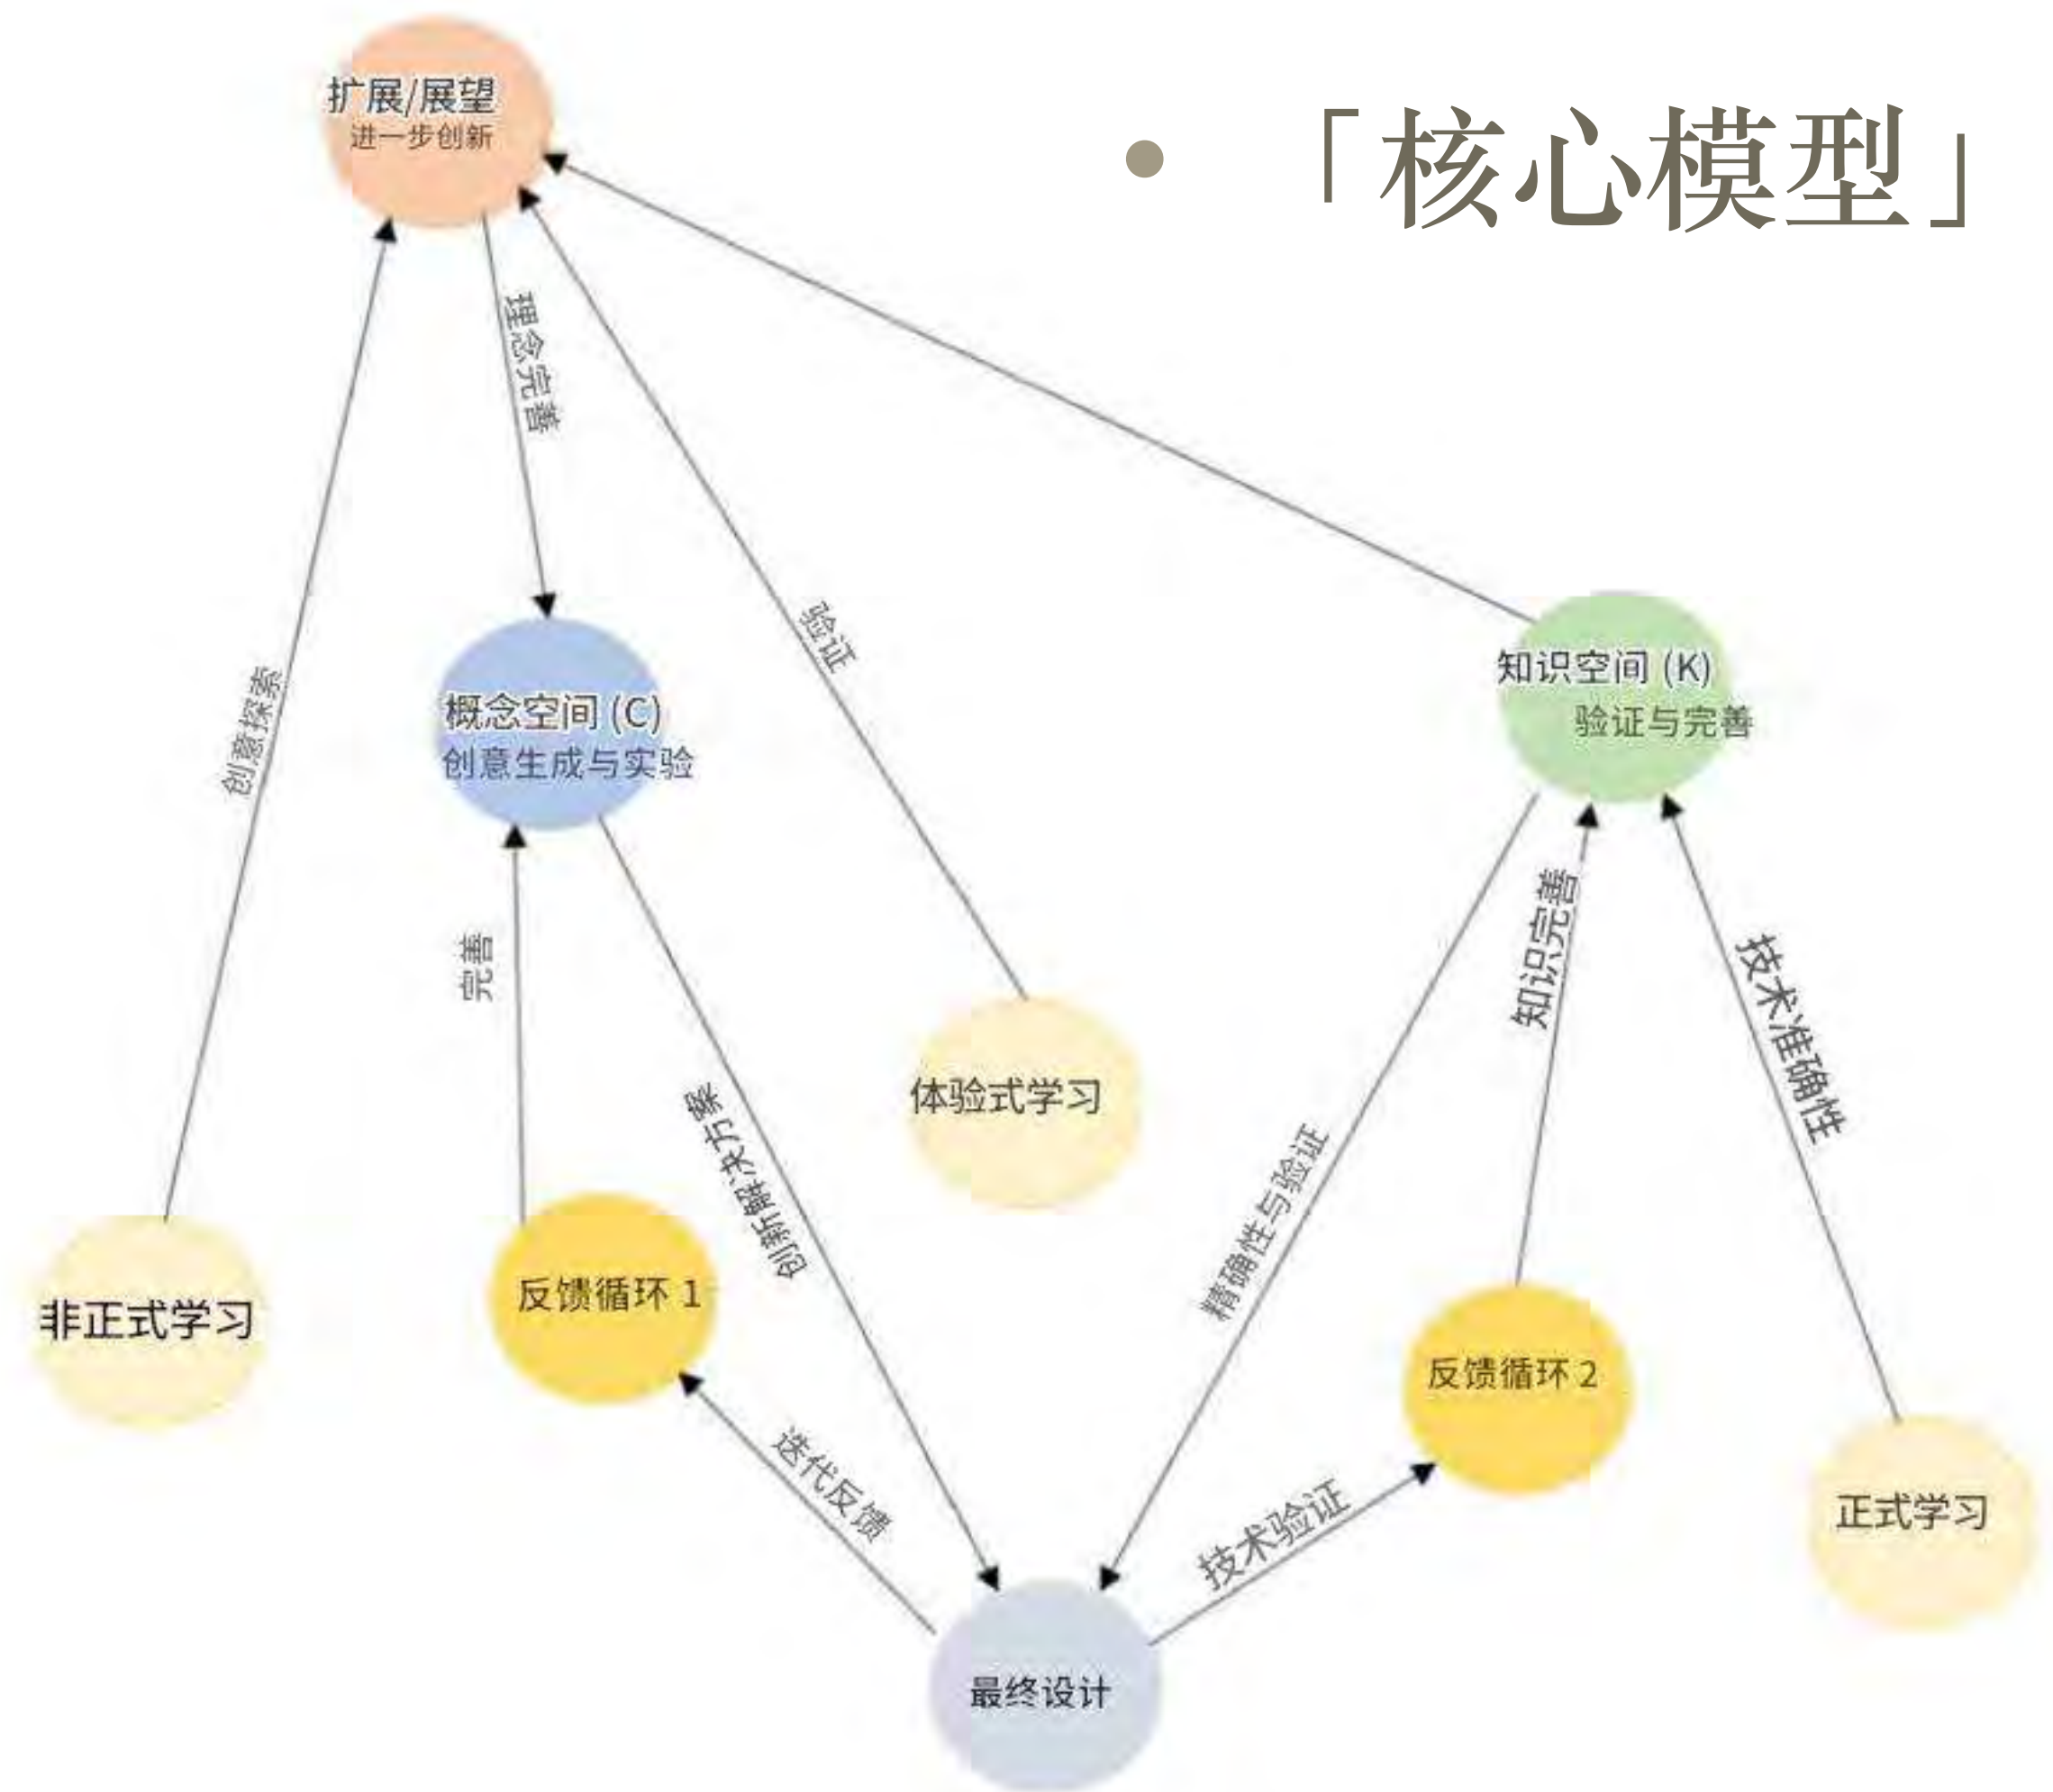 扩展/展望
进一步创新
• 「核心模型」
理念完善
验证
创意探索
概念空间 (C)
创意生成与实验
知识空间 (K)
验证与完善
完善
知识完善
技术准确性
体验式学习
创新解决方案
精确性与验证
非正式学习
反馈循环 1
反馈循环 2
迭代反馈
技术验证
正式学习
最终设计